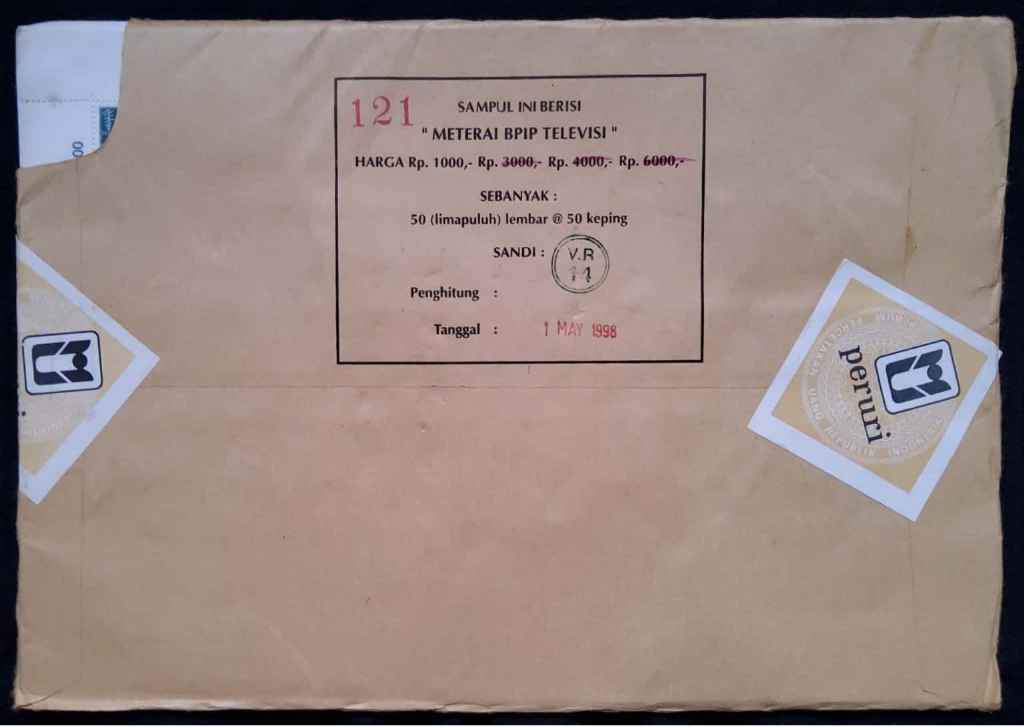 00
121
SAMPUL INI BERISI
" METERAI BPIP TELEVISI "
HARGA Rp. 1000,- Rp. 3000,- Rp. 4000,- Rp. 6000,-
SEBANYAK :
50 (limapuluh) lembar @ 50 keping
SANDI : V.R
Penghitung :
Tanggal : 1 MAY 1998
peruri